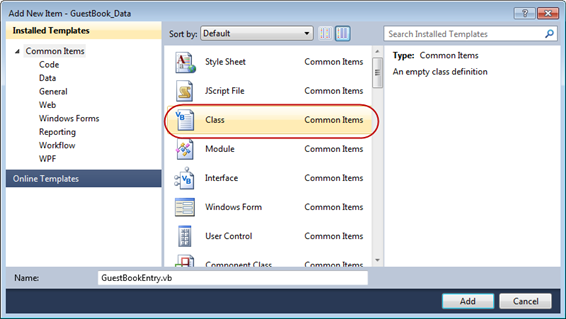 Add New Item - GuestBook_Data
Installed Templates
Sort by: Default
Search Installed Templates
Common Items
Code
Data
General
Web
Windows Forms
Reporting
Workflow
WPF
Online Templates
Style Sheet Common Items
JScript File Common Items
VB Class Common Items
Module Common Items
VB Interface Common Items
Windows Form Common Items
User Control Common Items
Component Class Common Items
Type: Common Items
An empty class definition
Name: GuestBookEntry.vb
Add Cancel